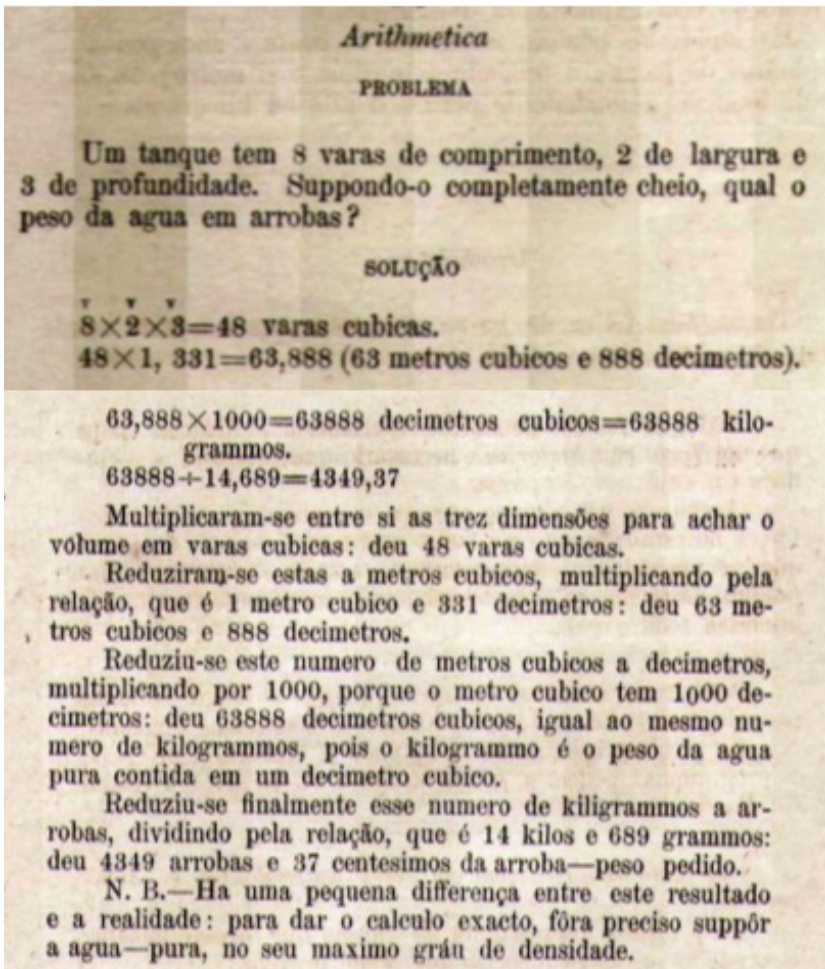 Arithmetica
PROBLEMA
Um tanque tem 8 varas de comprimento, 2 de largura e
3 de profundidade. Suppondo-o completamente cheio, qual o
peso da agua em arrobas?
SOLUÇÃO
v v v
8×2×3=48 varas cubicas.
48×1, 331=63,888 (63 metros cubicos e 888 decimetros).
63,888×1000=63888 decimetros cubicos=63888 kilo-
grammos.
63888÷14,689=4349,37
Multiplicaram-se entre si as trez dimensões para achar o
volume em varas cubicas: deu 48 varas cubicas.
Reduziram-se estas a metros cubicos, multiplicando pela
relação, que é 1 metro cubico e 331 decimetros: deu 63 me-
tros cubicos e 888 decimetros.
Reduziu-se este numero de metros cubicos a decimetros,
multiplicando por 1000, porque o metro cubico tem 1000 de-
cimetros: deu 63888 decimetros cubicos, igual ao mesmo nu-
mero de kilogrammos, pois o kilogrammo é o peso da agua
pura contida em um decimetro cubico.
Reduziu-se finalmente esse numero de kiligrammos a ar-
robas, dividindo pela relação, que é 14 kilos e 689 grammos:
deu 4349 arrobas e 37 centesimos da arroba—peso pedido.
N. B.—Ha uma pequena differença entre este resultado
e a realidade: para dar o calculo exacto, fôra preciso suppôr
a agua—pura, no seu maximo gráu de densidade.